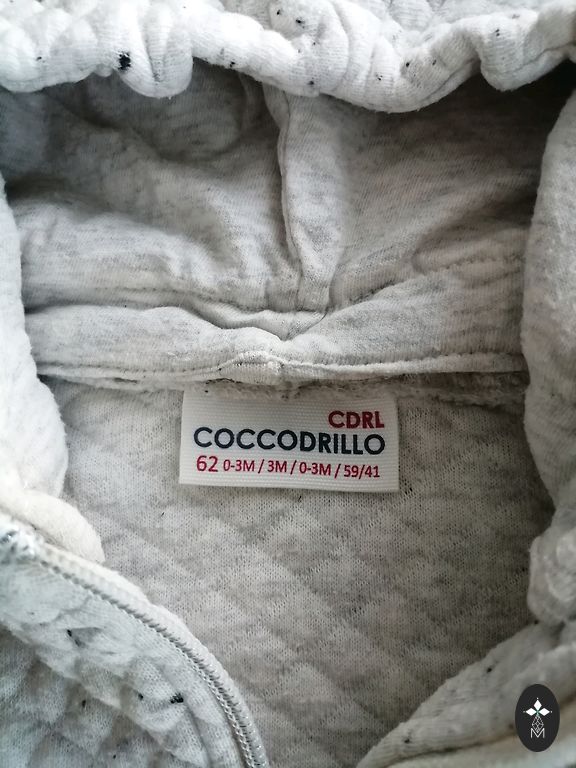 CDRL
COCCODRILLO
62 0-3M / 3M / 0-3M / 59/41